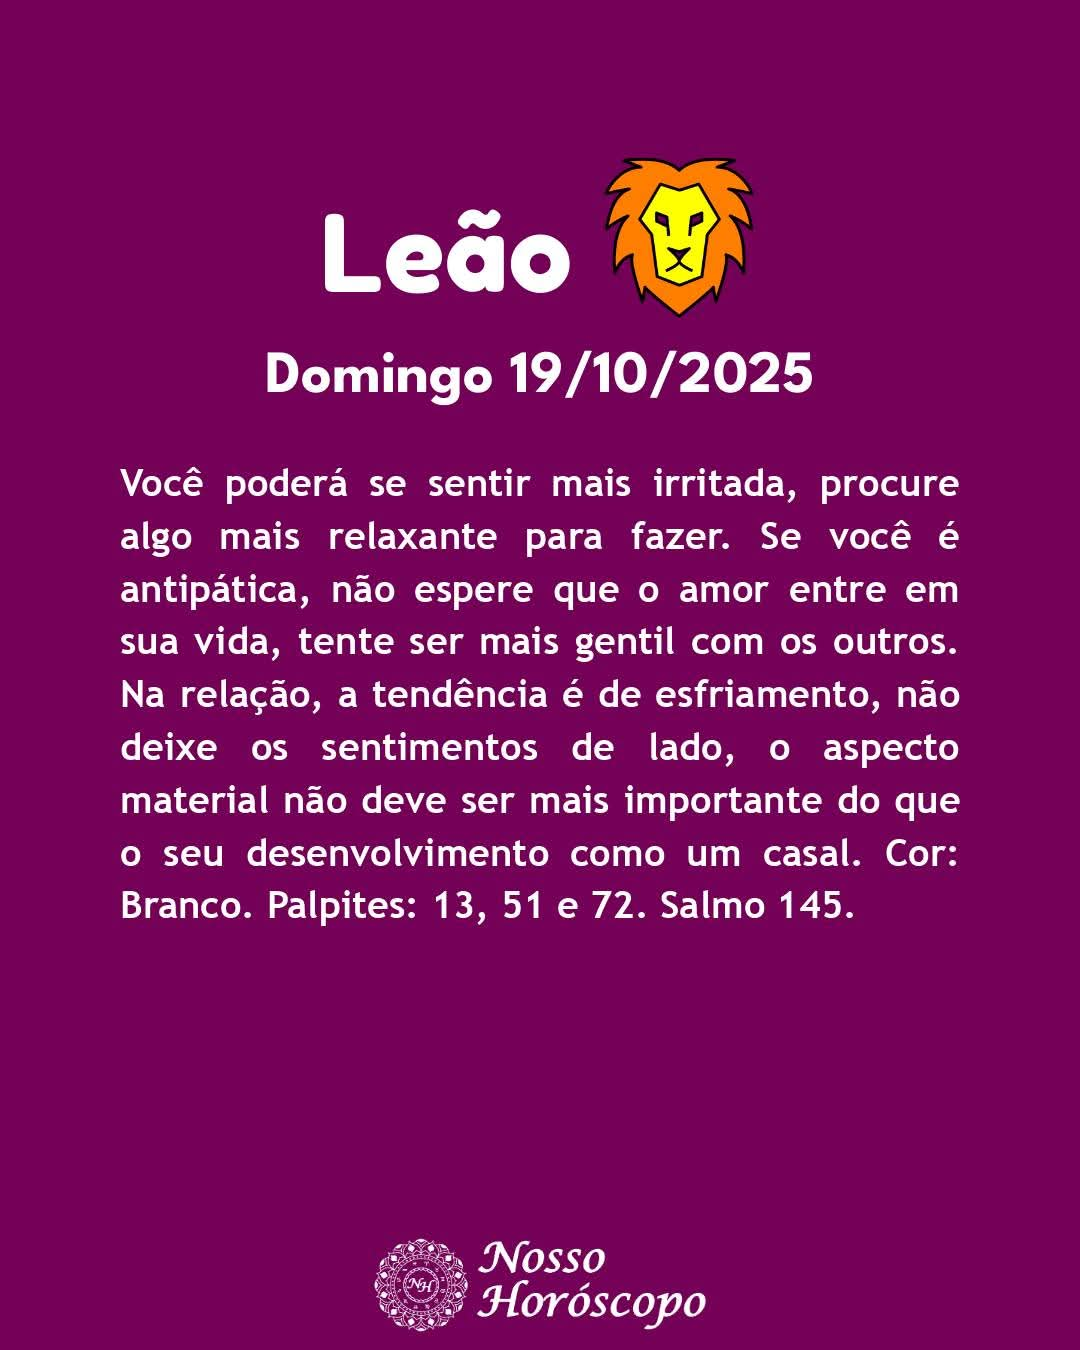 Leão
Domingo 19/10/2025
Você poderá se sentir mais irritada, procure
algo mais relaxante para fazer. Se você é
antipática, não espere que o amor entre em
sua vida, tente ser mais gentil com os outros.
Na relação, a tendência é de esfriamento, não
deixe os sentimentos de lado, o aspecto
material não deve ser mais importante do que
o seu desenvolvimento como um casal. Cor:
Branco. Palpites: 13, 51 e 72. Salmo 145.
NH
Nosso
Horóscopo